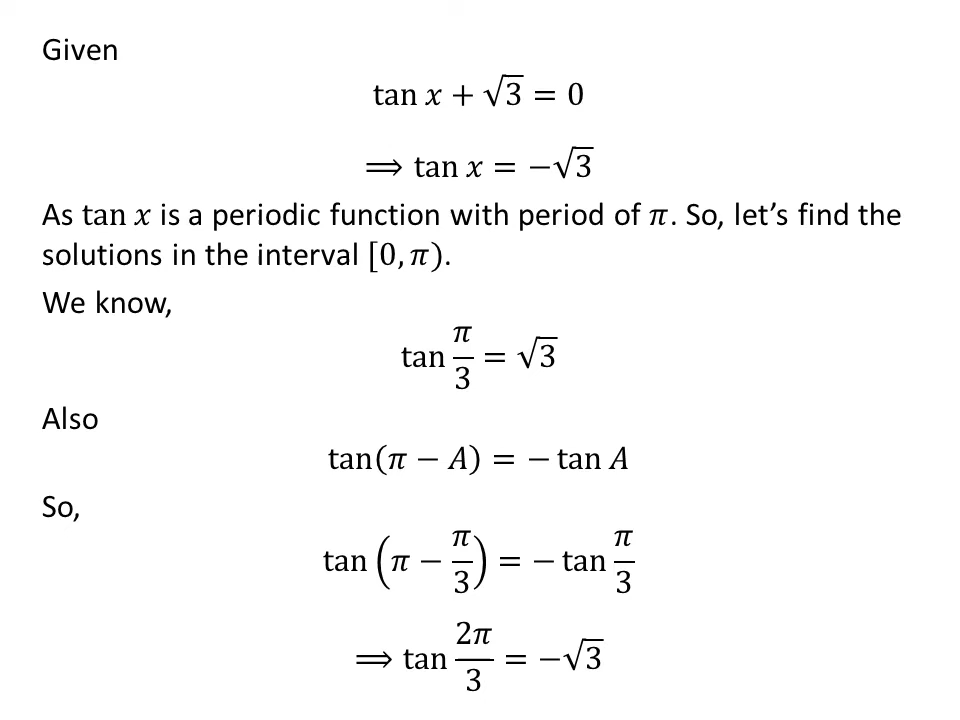 Given
tan 𝑥 + √3 = 0
⟹ tan 𝑥 = −√3
As tan 𝑥 is a periodic function with period of 𝜋. So, let’s find the
solutions in the interval [0, 𝜋).
We know,
tan 𝜋/3 = √3
Also
tan(𝜋 − 𝐴) = − tan 𝐴
So,
tan (𝜋 − 𝜋/3) = − tan 𝜋/3
⟹ tan 2𝜋/3 = −√3